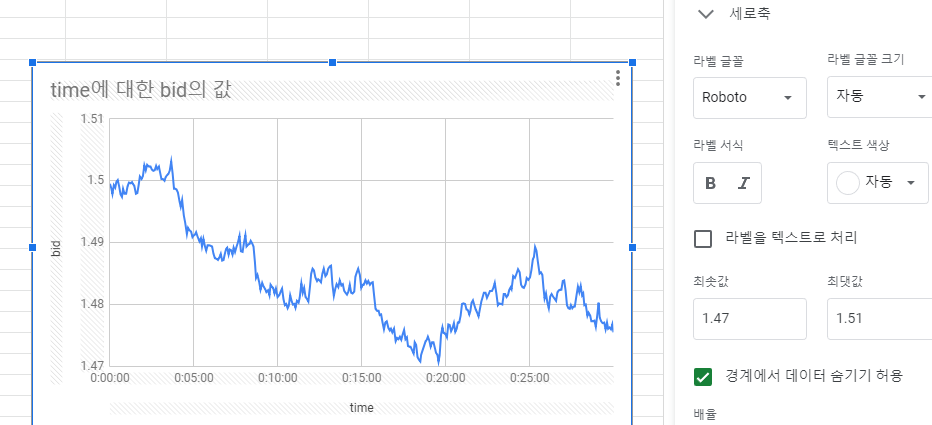 time에 대한 bid의 값
1.51
1.5
1.49
1.48
1.47
bid
0:00:00 0:05:00 0:10:00 0:15:00 0:20:00 0:25:00
time
세로축
라벨 글꼴 라벨 글꼴 크기
Roboto 자동
라벨 서식 텍스트 색상
B I 자동
라벨을 텍스트로 처리
최솟값 최댓값
1.47 1.51
경계에서 데이터 숨기기 허용
배율